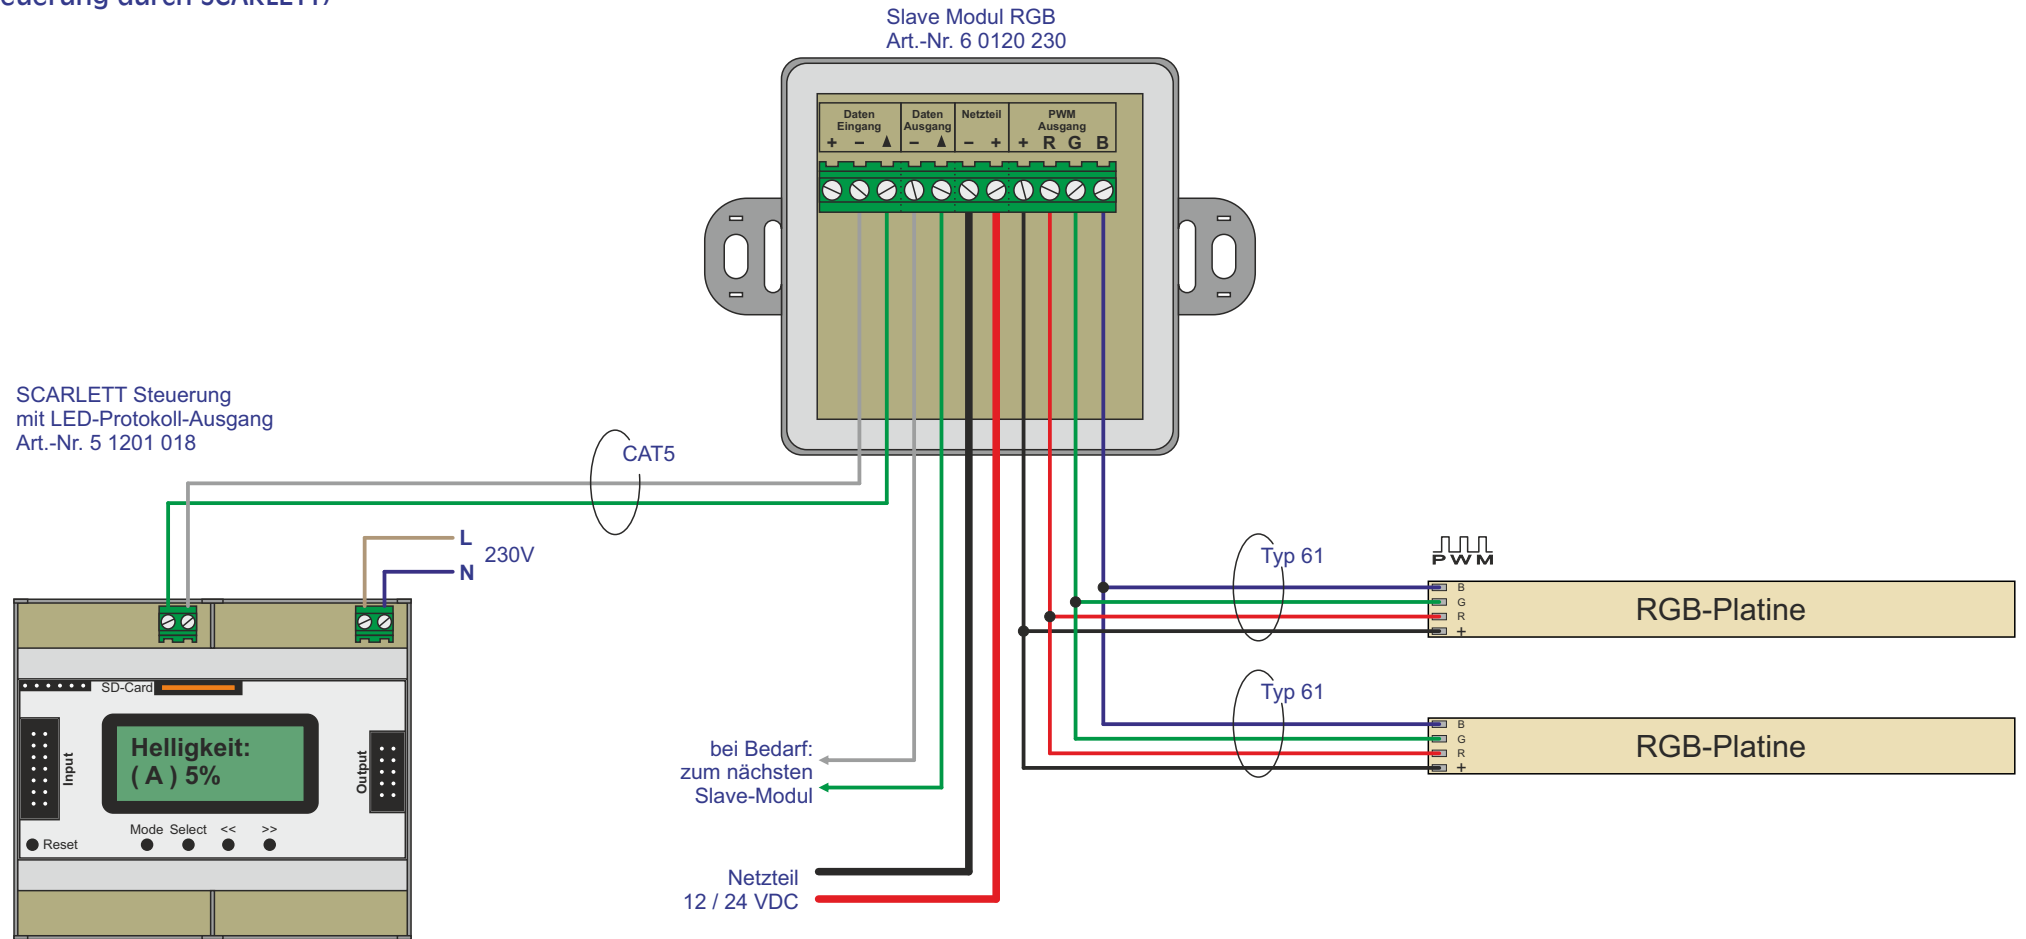 Slave Modul RGB
Art.-Nr. 6 0120 230
Daten
Eingang
Daten
Ausgang
Netzteil
PWM
Ausgang
+ − ▲ − ▲ − + + R G B
SCARLETT Steuerung
mit LED-Protokoll-Ausgang
Art.-Nr. 5 1201 018
CAT5
L
230V
N
Typ 61
PWM
B
G
R
+
RGB-Platine
Typ 61
B
G
R
+
RGB-Platine
SD-Card
Input
Helligkeit:
( A ) 5%
Output
Mode Select << >>
Reset
bei Bedarf:
zum nächsten
Slave-Modul
Netzteil
12 / 24 VDC